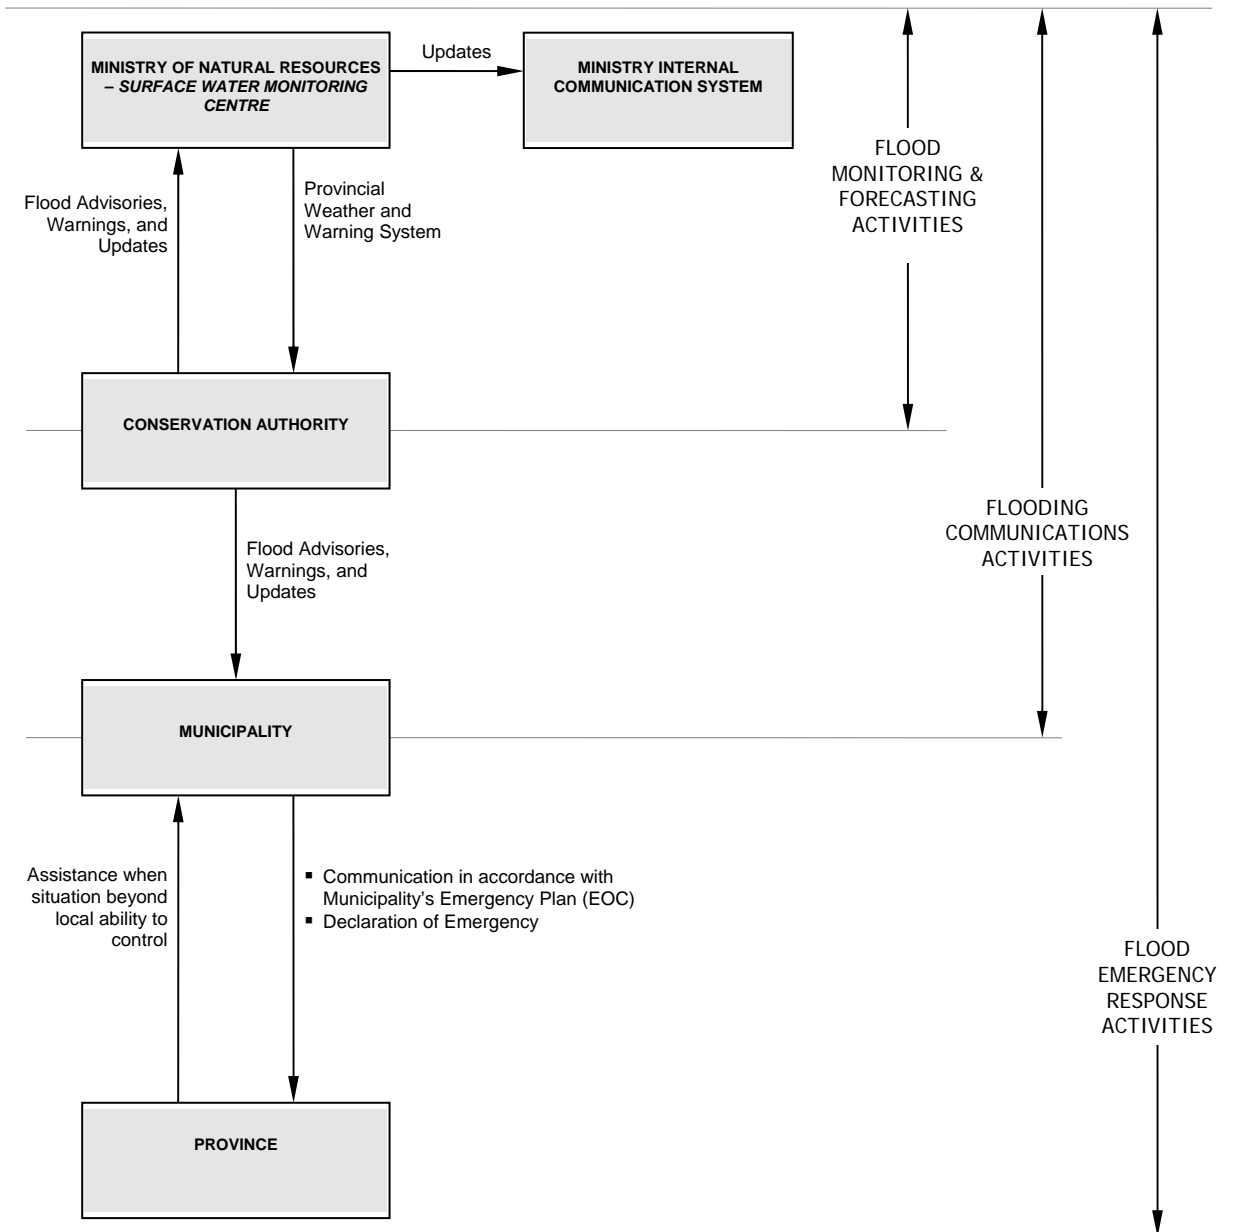 MINISTRY OF NATURAL RESOURCES
– SURFACE WATER MONITORING
CENTRE
Updates
MINISTRY INTERNAL
COMMUNICATION SYSTEM
FLOOD
MONITORING &
FORECASTING
ACTIVITIES
Flood Advisories,
Warnings, and
Updates
Provincial
Weather and
Warning System
CONSERVATION AUTHORITY
Flood Advisories,
Warnings, and
Updates
FLOODING
COMMUNICATIONS
ACTIVITIES
MUNICIPALITY
Assistance when
situation beyond
local ability to
control
▪ Communication in accordance with
Municipality’s Emergency Plan (EOC)
▪ Declaration of Emergency
FLOOD
EMERGENCY
RESPONSE
ACTIVITIES
PROVINCE